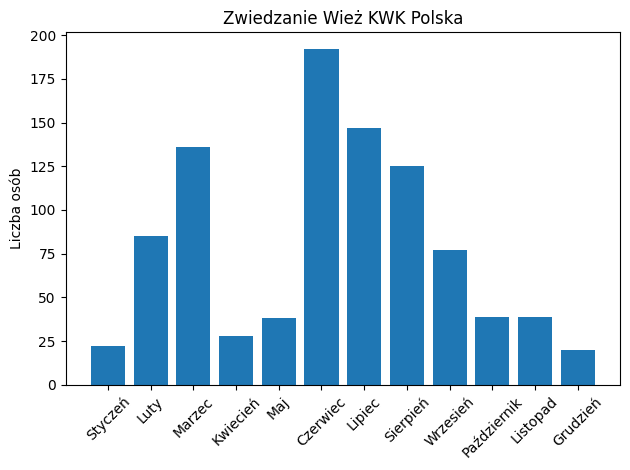 Zwiedzanie Wież KWK Polska
Liczba osób
200
175
150
125
100
75
50
25
0
Styczeń
Luty
Marzec
Kwiecień
Maj
Czerwiec
Lipiec
Sierpień
Wrzesień
Październik
Listopad
Grudzień